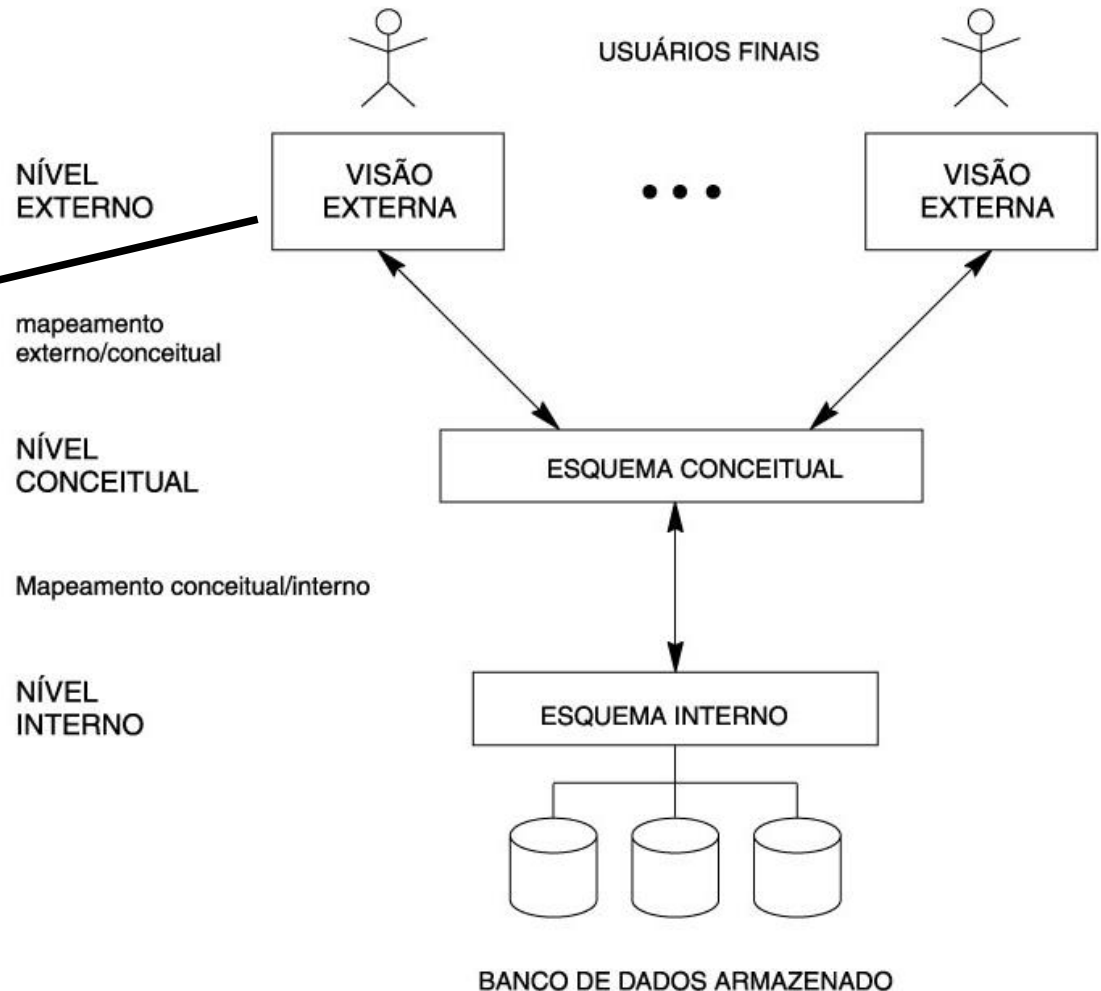 USUÁRIOS FINAIS
NÍVEL
EXTERNO
VISÃO
EXTERNA
VISÃO
EXTERNA
mapeamento
externo/conceitual
NÍVEL
CONCEITUAL
ESQUEMA CONCEITUAL
Mapeamento conceitual/interno
NÍVEL
INTERNO
ESQUEMA INTERNO
BANCO DE DADOS ARMAZENADO